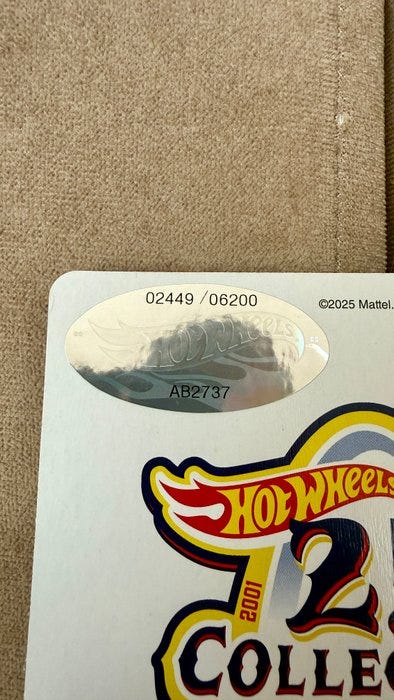 02449 / 06200
©2025 Mattel.
HOT WHEELS
AB2737
HOT WHEELS
2001
COLLEC